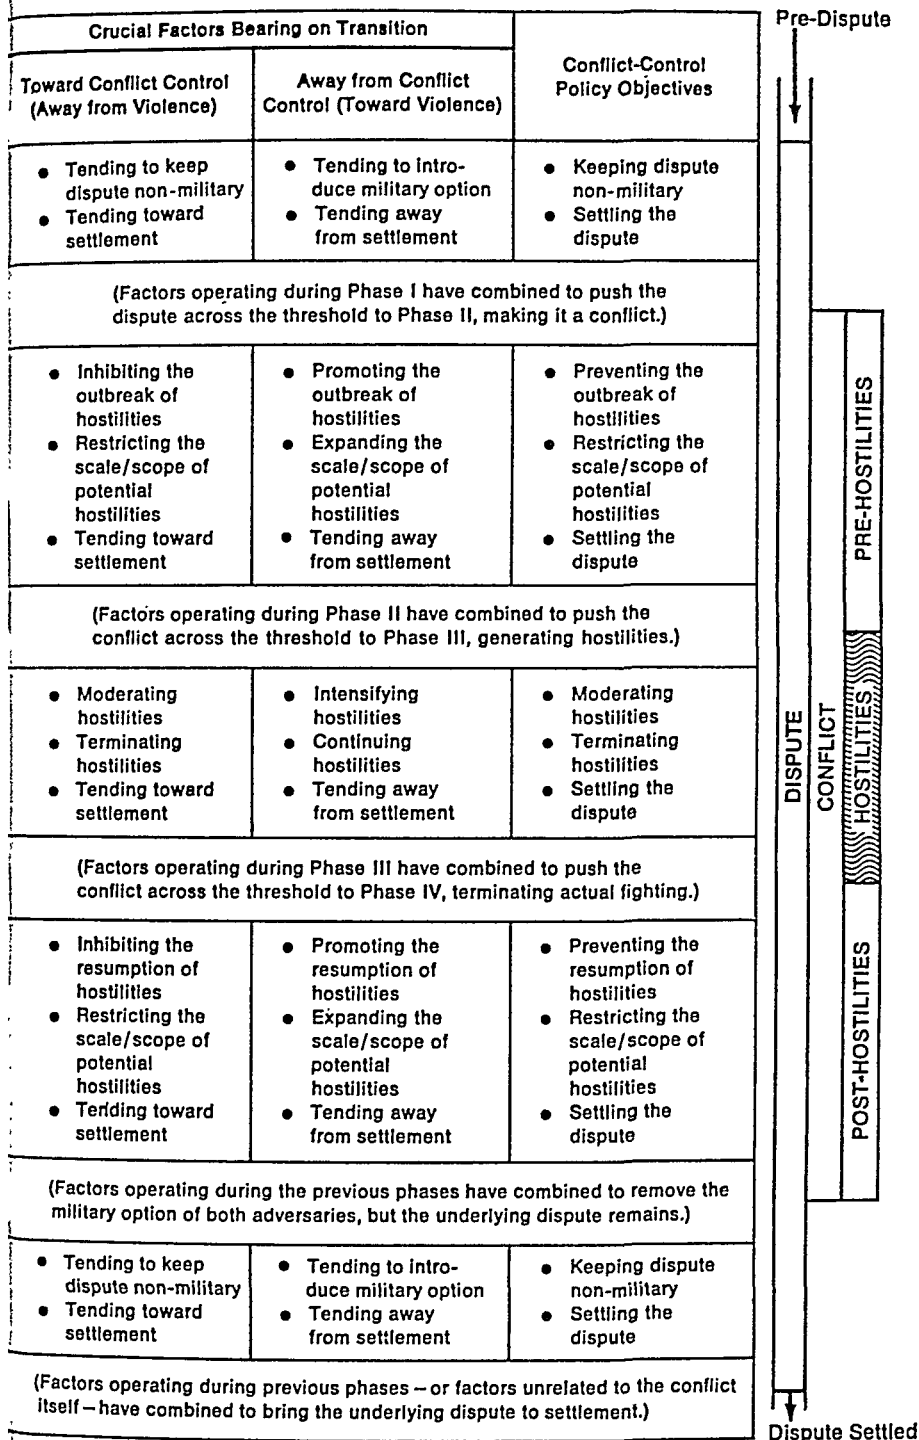 Crucial Factors Bearing on Transition
Toward Conflict Control
(Away from Violence)
Away from Conflict
Control (Toward Violence)
Conflict-Control
Policy Objectives
● Tending to keep
dispute non-military
● Tending toward
settlement
● Tending to intro-
duce military option
● Tending away
from settlement
● Keeping dispute
non-military
● Settling the
dispute
(Factors operating during Phase I have combined to push the
dispute across the threshold to Phase II, making it a conflict.)
● Inhibiting the
outbreak of
hostilities
● Restricting the
scale/scope of
potential
hostilities
● Tending toward
settlement
● Promoting the
outbreak of
hostilities
● Expanding the
scale/scope of
potential
hostilities
● Tending away
from settlement
● Preventing the
outbreak of
hostilities
● Restricting the
scale/scope of
potential
hostilities
● Settling the
dispute
(Factors operating during Phase II have combined to push the
conflict across the threshold to Phase III, generating hostilities.)
● Moderating
hostilities
● Terminating
hostilities
● Tending toward
settlement
● Intensifying
hostilities
● Continuing
hostilities
● Tending away
from settlement
● Moderating
hostilities
● Terminating
hostilities
● Settling the
dispute
(Factors operating during Phase III have combined to push the
conflict across the threshold to Phase IV, terminating actual fighting.)
● Inhibiting the
resumption of
hostilities
● Restricting the
scale/scope of
potential
hostilities
● Tending toward
settlement
● Promoting the
resumption of
hostilities
● Expanding the
scale/scope of
potential
hostilities
● Tending away
from settlement
● Preventing the
resumption of
hostilities
● Restricting the
scale/scope of
potential
hostilities
● Settling the
dispute
(Factors operating during the previous phases have combined to remove the
military option of both adversaries, but the underlying dispute remains.)
● Tending to keep
dispute non-military
● Tending toward
settlement
● Tending to intro-
duce military option
● Tending away
from settlement
● Keeping dispute
non-military
● Settling the
dispute
(Factors operating during previous phases – or factors unrelated to the conflict
itself – have combined to bring the underlying dispute to settlement.)
Pre-Dispute
DISPUTE
CONFLICT
PRE-HOSTILITIES
HOSTILITIES
POST-HOSTILITIES
Dispute Settled